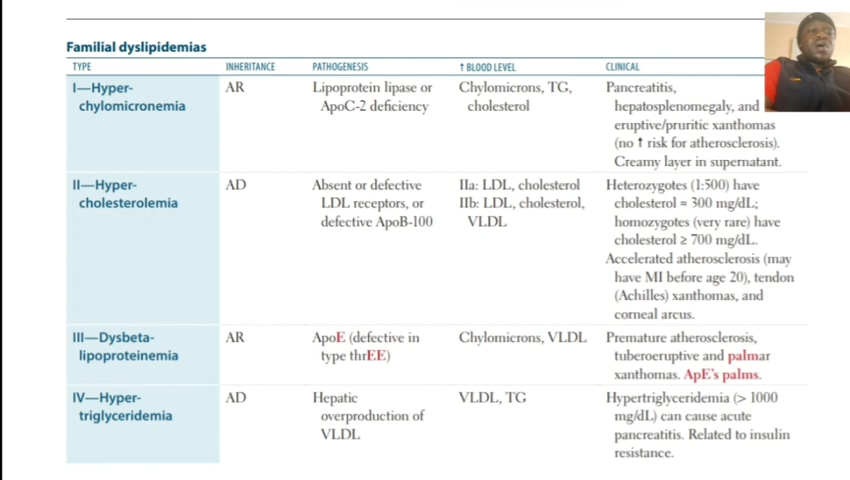 Familial dyslipidemias
TYPE INHERITANCE PATHOGENESIS ↑ BLOOD LEVEL CLINICAL
I—Hyper-
chylomicronemia
AR
Lipoprotein lipase or
ApoC-2 deficiency
Chylomicrons, TG,
cholesterol
Pancreatitis,
hepatosplenomegaly, and
eruptive/pruritic xanthomas
(no ↑ risk for atherosclerosis).
Creamy layer in supernatant.
II—Hyper-
cholesterolemia
AD
Absent or defective
LDL receptors, or
defective ApoB-100
IIa: LDL, cholesterol
IIb: LDL, cholesterol,
VLDL
Heterozygotes (1:500) have
cholesterol ≈ 300 mg/dL;
homozygotes (very rare) have
cholesterol ≥ 700 mg/dL.
Accelerated atherosclerosis (may
have MI before age 20), tendon
(Achilles) xanthomas, and
corneal arcus.
III—Dysbeta-
lipoproteinemia
AR
ApoE (defective in
type thrEE)
Chylomicrons, VLDL
Premature atherosclerosis,
tuberoeruptive and palmar
xanthomas. ApE's palms.
IV—Hyper-
triglyceridemia
AD
Hepatic
overproduction of
VLDL
VLDL, TG
Hypertriglyceridemia (> 1000
mg/dL) can cause acute
pancreatitis. Related to insulin
resistance.